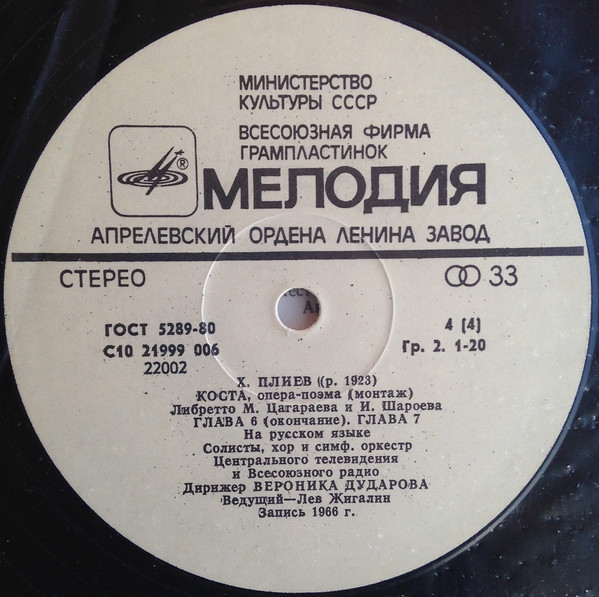 МИНИСТЕРСТВО
КУЛЬТУРЫ СССР
ВСЕСОЮЗНАЯ ФИРМА
ГРАМПЛАСТИНОК
®
МЕЛОДИЯ
АПРЕЛЕВСКИЙ ОРДЕНА ЛЕНИНА ЗАВОД
СТЕРЕО
33
ГОСТ 5289-80
4 (4)
С10 21999 006
Гр. 2. 1-20
22002
Х. ПЛИЕВ ((р. 1923)
КОСТА, опера-поэма (монтаж)
Либретто М. Цагараева и И. Шароева
ГЛАВА 6 (окончание). ГЛАВА 7
На русском языке
Солисты, хор и симф. оркестр
Центрального телевидения
и Всесоюзного радио
Дирижер ВЕРОНИКА ДУДАРОВА
Ведущий—Лев Жигалин
Запись 1966 г.